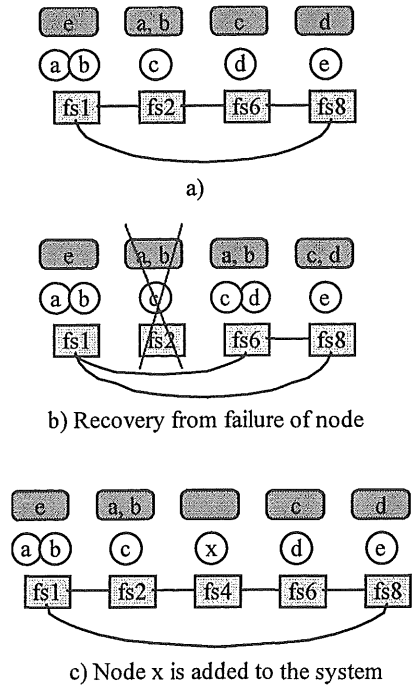 e a, b c d
a b c d e
fs1 fs2 fs6 fs8
a)
e a, b a, b c, d
a b c c d e
fs1 fs2 fs6 fs8
b) Recovery from failure of node
e a, b c d
a b c x d e
fs1 fs2 fs4 fs6 fs8
c) Node x is added to the system